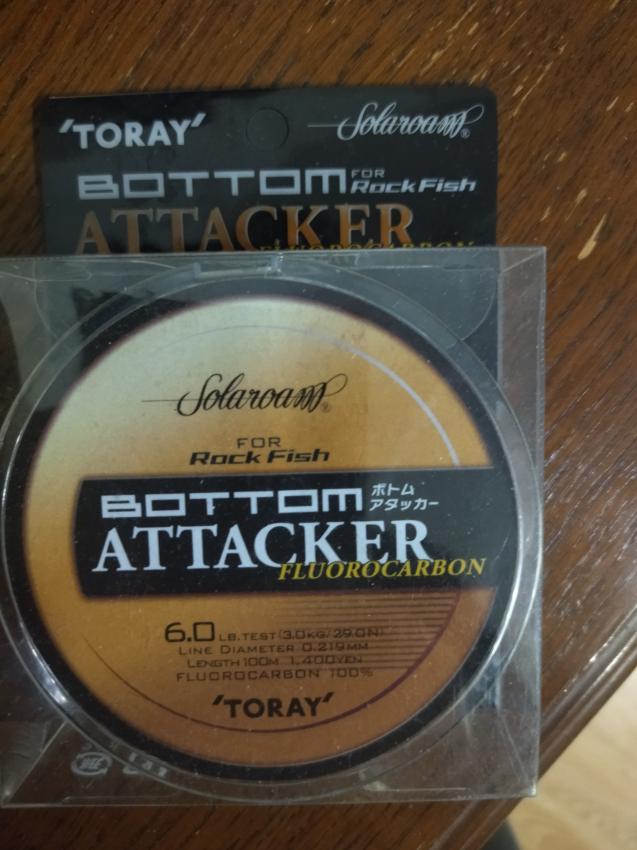 'TORAY' Solaroam®
BOTTOM FOR Rock Fish
ATTACKER
FLUOROCARBON
Solaroam®
FOR
Rock Fish
BOTTOM ボトム
アタッカー
ATTACKER
FLUOROCARBON
6.0 LB.TEST (3.0KG/29.0N)
LINE DIAMETER 0.219MM
LENGTH 100M 1,400YEN
FLUOROCARBON 100%
'TORAY'